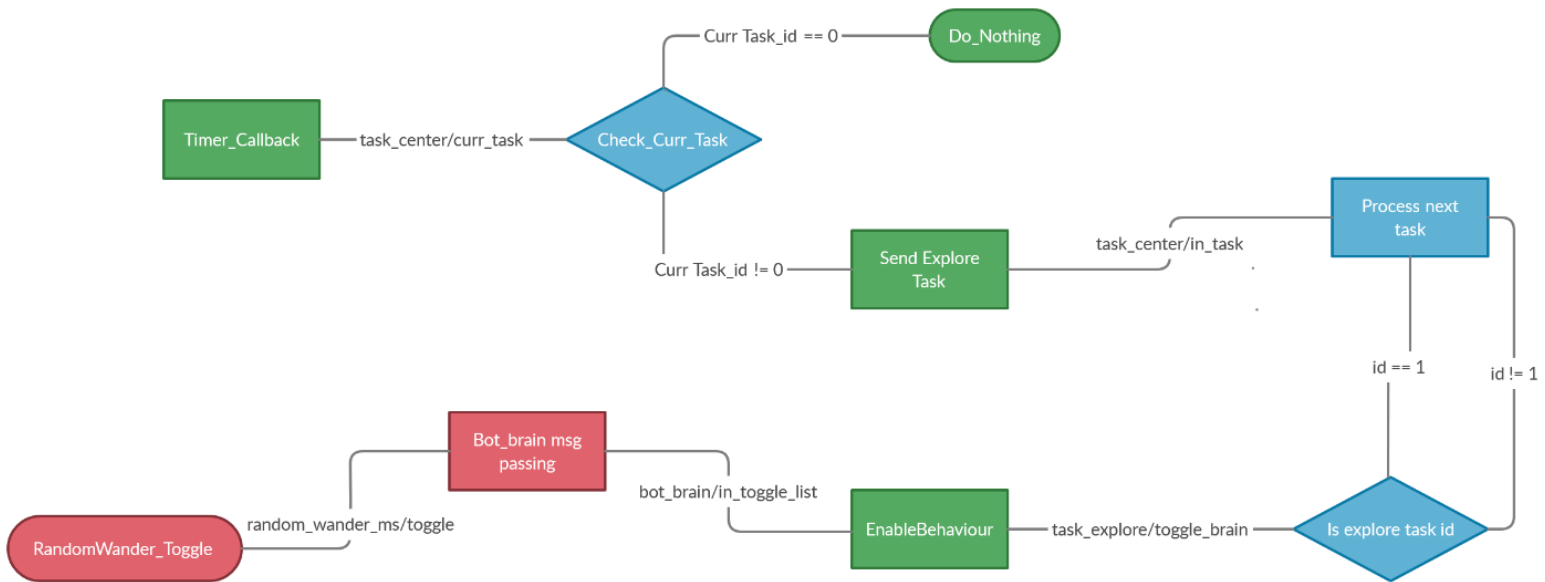 Curr Task_id == 0
Do_Nothing
Timer_Callback
task_center/curr_task
Check_Curr_Task
Process next
task
task_center/in_task
Send Explore
Task
Curr Task_id != 0
id == 1
id != 1
Bot_brain msg
passing
bot_brain/in_toggle_list
random_wander_ms/toggle
RandomWander_Toggle
EnableBehaviour
task_explore/toggle_brain
Is explore task id